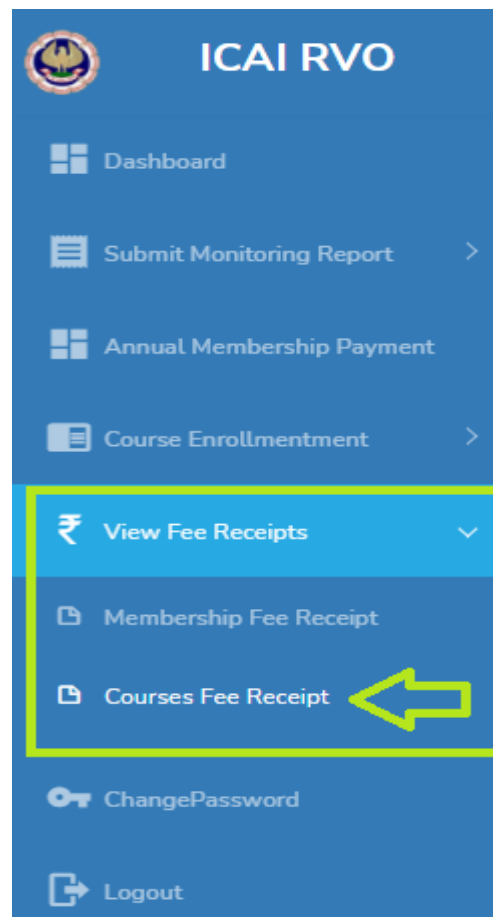 ICAI RVO
Dashboard
Submit Monitoring Report
Annual Membership Payment
Course Enrollmentment
₹ View Fee Receipts
Membership Fee Receipt
Courses Fee Receipt
ChangePassword
Logout